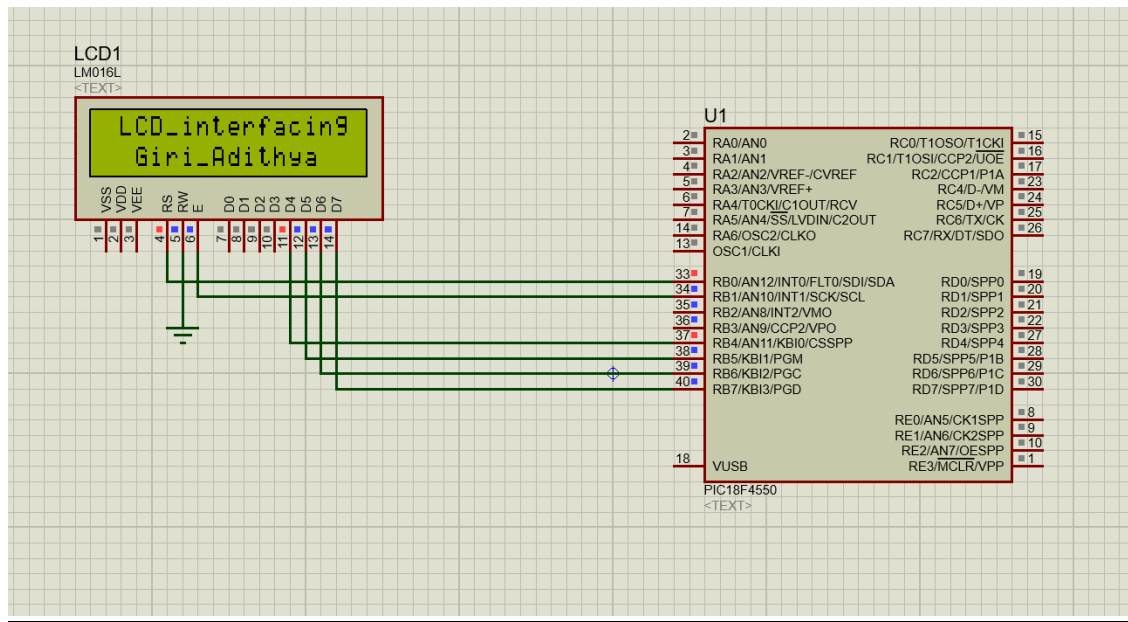 LCD1
LM016L
<TEXT>
LCD_interfacing
Giri_Adithya
VSS
VDD
VEE
RS
RW
E
D0
D1
D2
D3
D4
D5
D6
D7
1
2
3
4
5
6
7
8
9
10
11
12
13
14
U1
2 RA0/AN0 RC0/T1OSO/T1CKI 15
3 RA1/AN1 RC1/T1OSI/CCP2/UOE 16
4 RA2/AN2/VREF-/CVREF RC2/CCP1/P1A 17
5 RA3/AN3/VREF+ RC4/D-/VM 23
6 RA4/T0CKI/C1OUT/RCV RC5/D+/VP 24
7 RA5/AN4/SS/LVDIN/C2OUT RC6/TX/CK 25
14 RA6/OSC2/CLKO RC7/RX/DT/SDO 26
13 OSC1/CLKI
33 RB0/AN12/INT0/FLT0/SDI/SDA RD0/SPP0 19
34 RB1/AN10/INT1/SCK/SCL RD1/SPP1 20
35 RB2/AN8/INT2/VMO RD2/SPP2 21
36 RB3/AN9/CCP2/VPO RD3/SPP3 22
37 RB4/AN11/KBI0/CSSPP RD4/SPP4 27
38 RB5/KBI1/PGM RD5/SPP5/P1B 28
39 RB6/KBI2/PGC RD6/SPP6/P1C 29
40 RB7/KBI3/PGD RD7/SPP7/P1D 30
RE0/AN5/CK1SPP 8
RE1/AN6/CK2SPP 9
RE2/AN7/OESPP 10
18 VUSB RE3/MCLR/VPP 1
PIC18F4550
<TEXT>